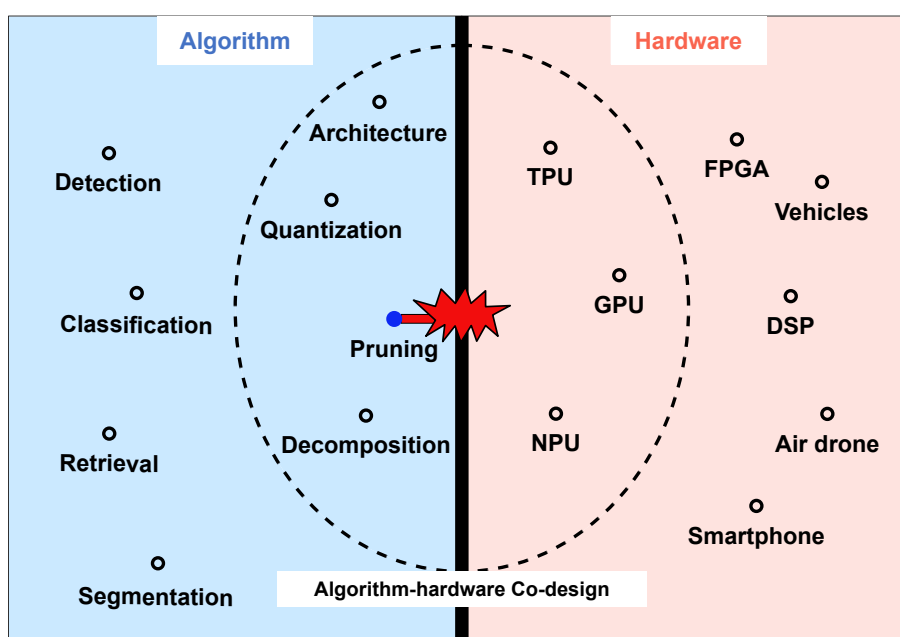 Algorithm
Hardware
Architecture
Detection
Quantization
Classification
Pruning
Decomposition
Retrieval
Segmentation
TPU
FPGA
Vehicles
GPU
DSP
NPU
Air drone
Smartphone
Algorithm-hardware Co-design